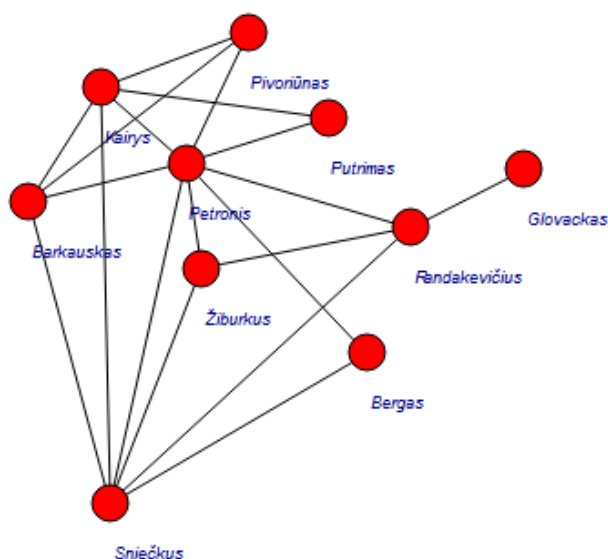 Pivoriūnas
Kairys
Putrimas
Petronis
Glovackas
Barkauskas
Randakevičius
Žiburkus
Bergas
Sniečkus